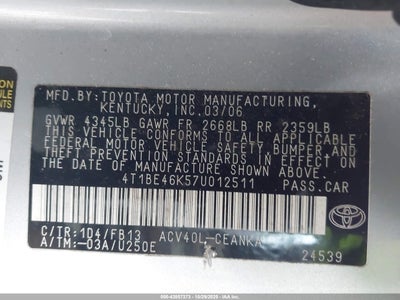 MFD.BY:TOYOTA MOTOR MANUFACTURING,
KENTUCKY, INC. 03/06
GVWR 4345LB GAWR FR 2668LB RR 2359LB
THIS VEHICLE CONFORMS TO ALL APPLICABLE
FEDERAL MOTOR VEHICLE SAFETY, BUMPER, AND
THEFT PREVENTION STANDARDS IN EFFECT ON
THE DATE OF MANUFACTURE SHOWN ABOVE.
4T1BE46K57U012511 PASS.CAR
C/TR:1D4/FB13 ACV40L-CEANKA
A/TM:-03A/U250E
TOYOTA
24539